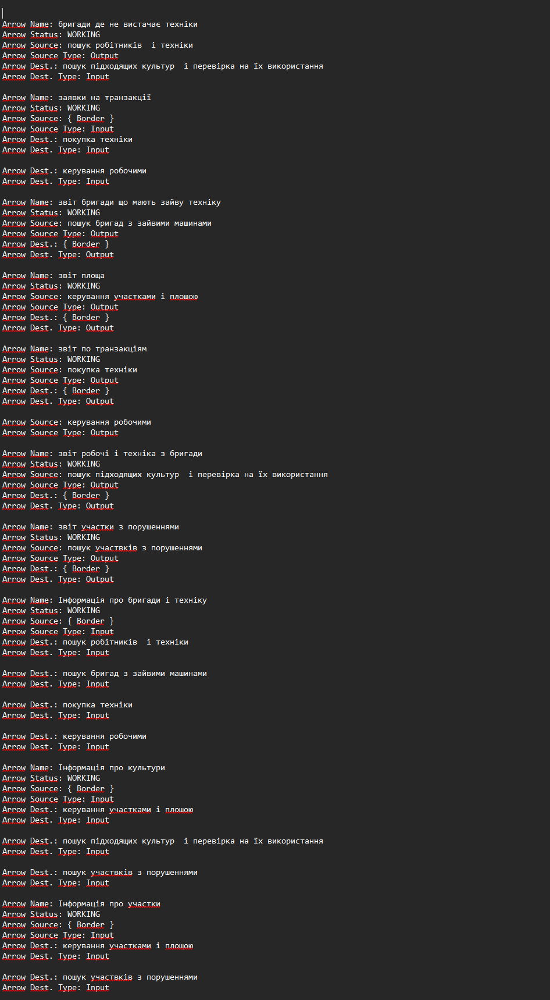 Arrow Name: бригади де не вистачає техніки
Arrow Status: WORKING
Arrow Source: пошук робітників  і техніки
Arrow Source Type: Output
Arrow Dest.: пошук підходящих культур  і перевірка на їх використання
Arrow Dest. Type: Input
Arrow Name: заявки на транзакції
Arrow Status: WORKING
Arrow Source: { Border }
Arrow Source Type: Input
Arrow Dest.: покупка техніки
Arrow Dest. Type: Input
Arrow Dest.: керування робочими
Arrow Dest. Type: Input
Arrow Name: звіт бригади що мають зайву техніку
Arrow Status: WORKING
Arrow Source: пошук бригад з зайвими машинами
Arrow Source Type: Output
Arrow Dest.: { Border }
Arrow Dest. Type: Output
Arrow Name: звіт площа
Arrow Status: WORKING
Arrow Source: керування участками і площою
Arrow Source Type: Output
Arrow Dest.: { Border }
Arrow Dest. Type: Output
Arrow Name: звіт по транзакціям
Arrow Status: WORKING
Arrow Source: покупка техніки
Arrow Source Type: Output
Arrow Dest.: { Border }
Arrow Dest. Type: Output
Arrow Source: керування робочими
Arrow Source Type: Output
Arrow Name: звіт робочі і техніка з бригади
Arrow Status: WORKING
Arrow Source: пошук підходящих культур  і перевірка на їх використання
Arrow Source Type: Output
Arrow Dest.: { Border }
Arrow Dest. Type: Output
Arrow Name: звіт участки з порушеннями
Arrow Status: WORKING
Arrow Source: пошук участвків з порушеннями
Arrow Source Type: Output
Arrow Dest.: { Border }
Arrow Dest. Type: Output
Arrow Name: Інформація про бригади і техніку
Arrow Status: WORKING
Arrow Source: { Border }
Arrow Source Type: Input
Arrow Dest.: пошук робітників  і техніки
Arrow Dest. Type: Input
Arrow Dest.: пошук бригад з зайвими машинами
Arrow Dest. Type: Input
Arrow Dest.: покупка техніки
Arrow Dest. Type: Input
Arrow Dest.: керування робочими
Arrow Dest. Type: Input
Arrow Name: Інформація про культури
Arrow Status: WORKING
Arrow Source: { Border }
Arrow Source Type: Input
Arrow Dest.: керування участками і площою
Arrow Dest. Type: Input
Arrow Dest.: пошук підходящих культур  і перевірка на їх використання
Arrow Dest. Type: Input
Arrow Dest.: пошук участвків з порушеннями
Arrow Dest. Type: Input
Arrow Name: Інформація про участки
Arrow Status: WORKING
Arrow Source: { Border }
Arrow Source Type: Input
Arrow Dest.: керування участками і площою
Arrow Dest. Type: Input
Arrow Dest.: пошук участвків з порушеннями
Arrow Dest. Type: Input